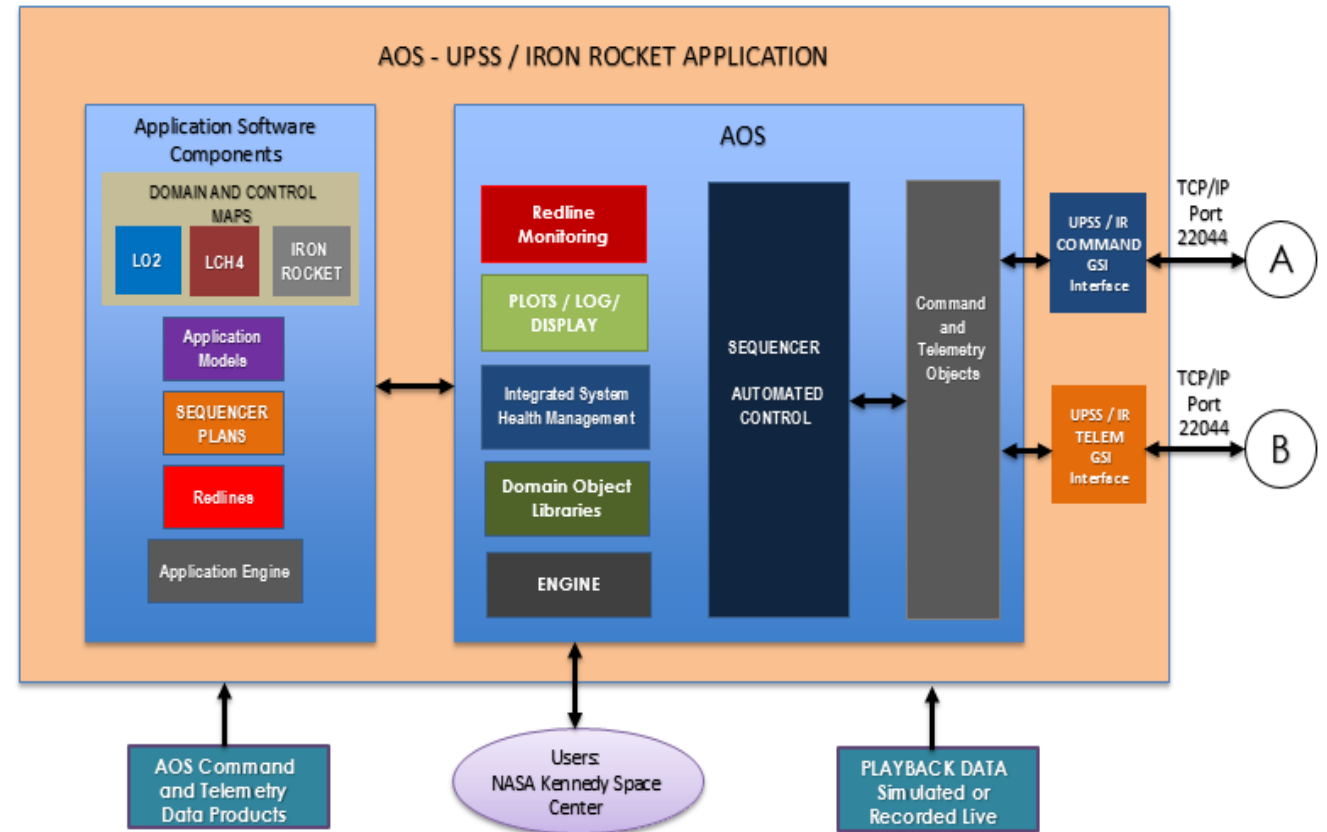 AOS - UPSS / IRON ROCKET APPLICATION
Application Software
Components
DOMAIN AND CONTROL
MAPS
LO2
LCH4
IRON
ROCKET
Application
Models
SEQUENCER
PLANS
Redlines
Application Engine
AOS
Redline
Monitoring
PLOTS / LOG/
DISPLAY
Integrated System
Health Management
Domain Object
Libraries
ENGINE
SEQUENCER
AUTOMATED
CONTROL
Command
and
Telemetry
Objects
UPSS / IR
COMMAND
GSI
Interface
TCP/IP
Port
22044
A
UPSS / IR
TELEM
GSI
Interface
TCP/IP
Port
22044
B
AOS Command
and Telemetry
Data Products
Users:
NASA Kennedy Space
Center
PLAYBACK DATA
Simulated or
Recorded Live